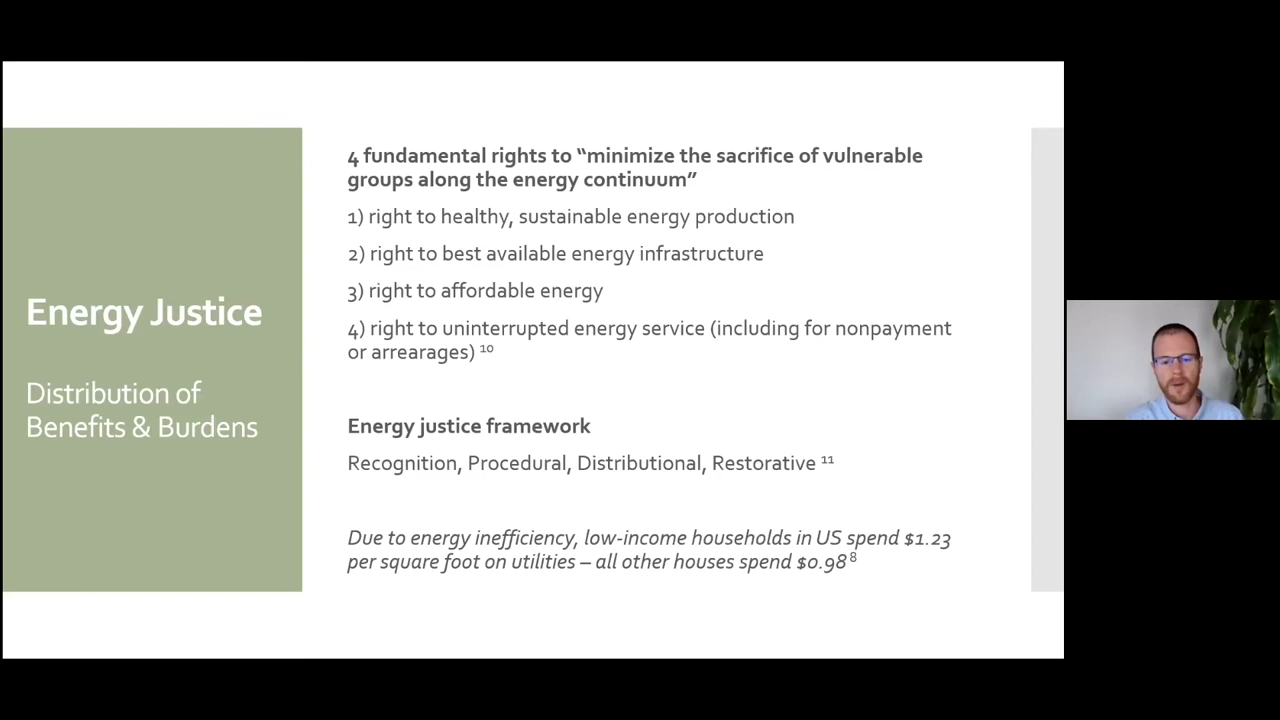 Energy Justice
Distribution of
Benefits & Burdens
4 fundamental rights to “minimize the sacrifice of vulnerable
groups along the energy continuum”
1) right to healthy, sustainable energy production
2) right to best available energy infrastructure
3) right to affordable energy
4) right to uninterrupted energy service (including for nonpayment
or arrearages) 10
Energy justice framework
Recognition, Procedural, Distributional, Restorative 11
Due to energy inefficiency, low-income households in US spend $1.23
per square foot on utilities – all other houses spend $0.98 8